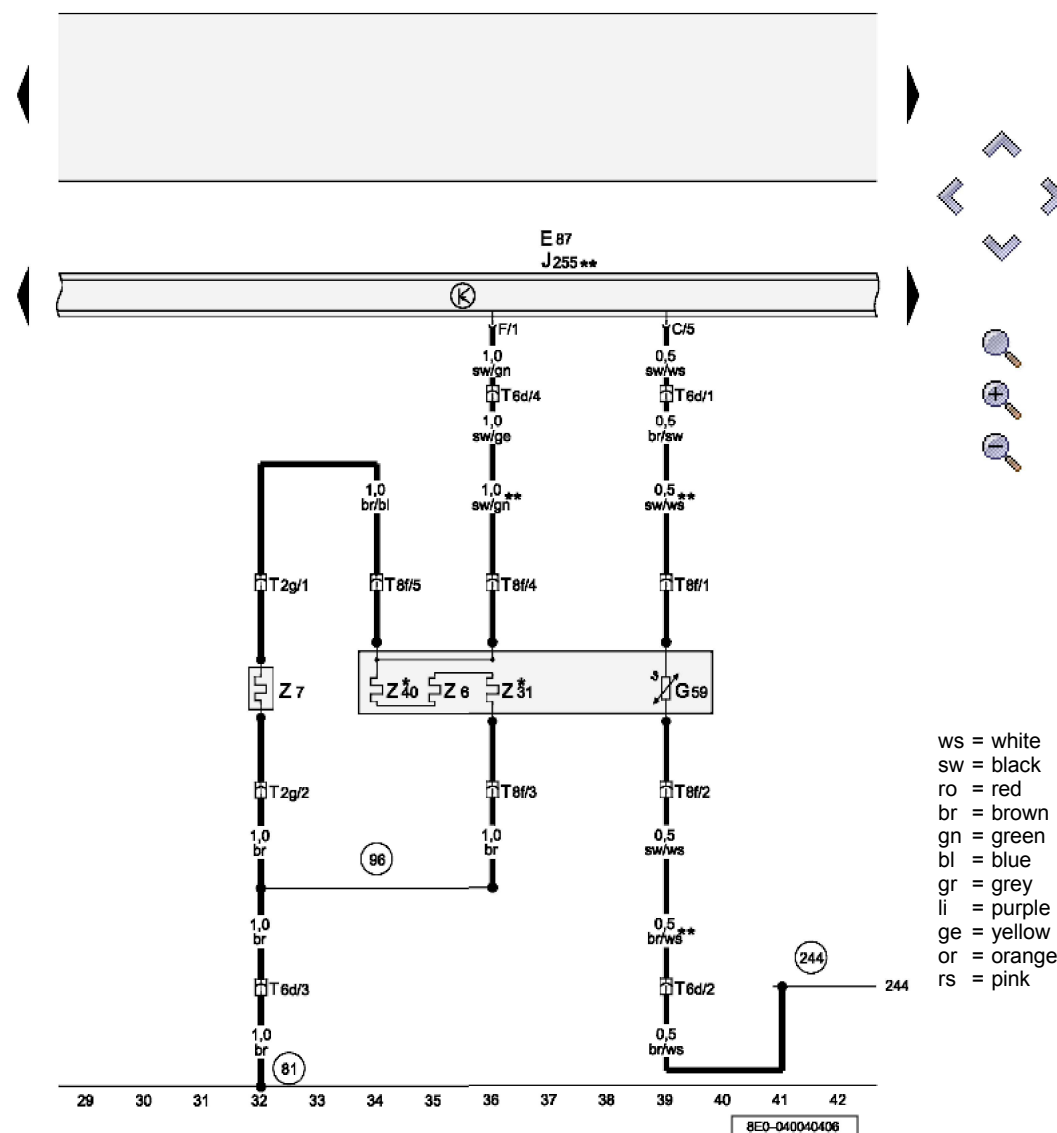 E 87
J 255 **
F/1
C/5
1,0
sw/gn
0,5
sw/ws
T6d/4
T6d/1
1,0
sw/ge
0,5
br/sw
1,0
br/bl
1,0
sw/gn **
0,5
sw/ws **
T2g/1
T8f/5
T8f/4
T8f/1
Z 7
Z 40 *
Z 6
Z 31 *
G 59
T2g/2
T8f/3
T8f/2
1,0
br
1,0
br
0,5
sw/ws
96
1,0
br
0,5
br/ws **
244
T6d/3
T6d/2
244
1,0
br
0,5
br/ws
81
29 30 31 32 33 34 35 36 37 38 39 40 41 42
8E0-040040406
ws = white
sw = black
ro = red
br = brown
gn = green
bl = blue
gr = grey
li = purple
ge = yellow
or = orange
rs = pink